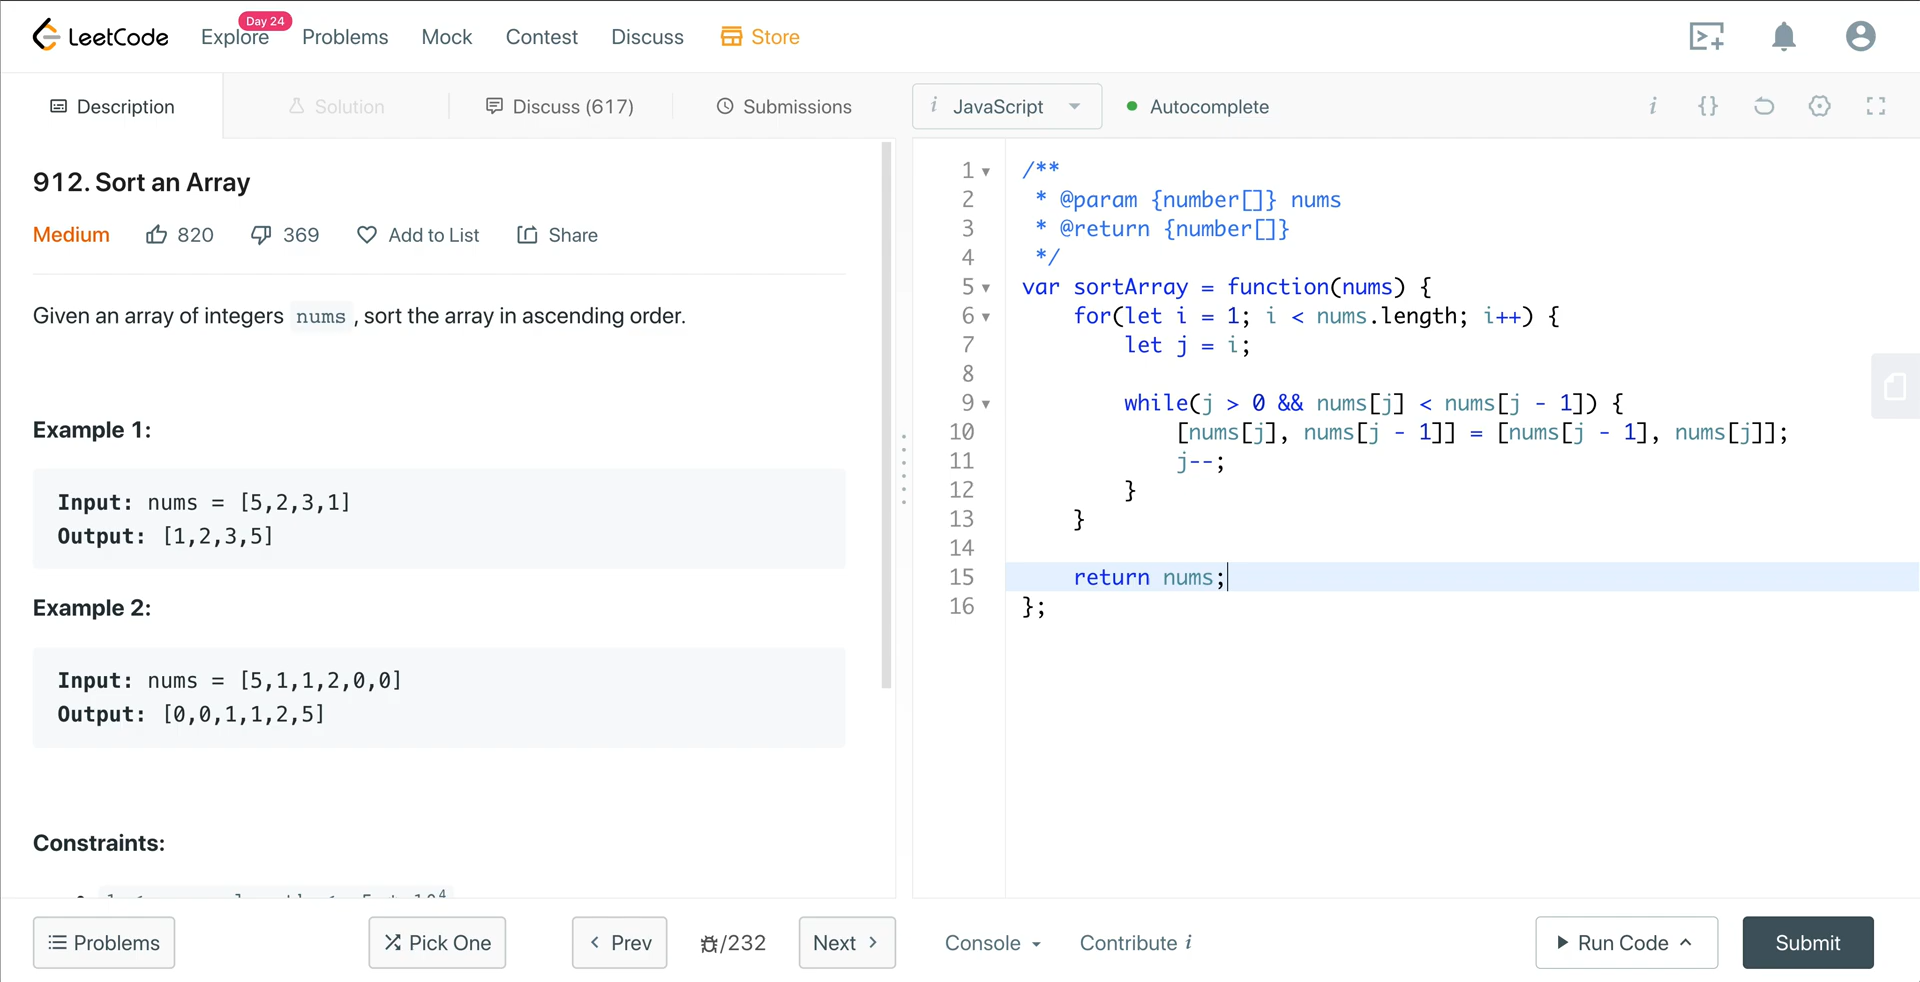 LeetCode
Explore
Day 24
Problems
Mock
Contest
Discuss
Store
Description
Solution
Discuss (617)
Submissions
912. Sort an Array
Medium
820
369
Add to List
Share
Given an array of integers nums, sort the array in ascending order.
Example 1:
Input: nums = [5,2,3,1]
Output: [1,2,3,5]
Example 2:
Input: nums = [5,1,1,2,0,0]
Output: [0,0,1,1,2,5]
Constraints:
Problems
Pick One
Prev
/232
Next
i JavaScript
Autocomplete
i {}
1 /**
2 * @param {number[]} nums
3 * @return {number[]}
4 */
5 var sortArray = function(nums) {
6 for(let i = 1; i < nums.length; i++) {
7 let j = i;
8
9 while(j > 0 && nums[j] < nums[j - 1]) {
10 [nums[j], nums[j - 1]] = [nums[j - 1], nums[j]];
11 j--;
12 }
13 }
14
15 return nums;
16 };
Console
Contribute i
Run Code
Submit